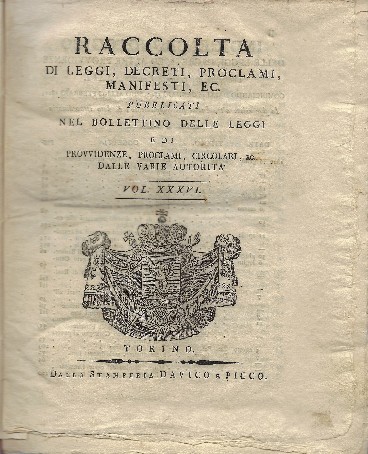 RACCOLTA
DI LEGGI, DECRETI, PROCLAMI,
MANIFESTI, EC.
PUBBLICATI
NEL BOLLETTINO DELLE LEGGI
E DI
PROVVIDENZE, PROCLAMI, CIRCOLARI, ec.
DALLE VARIE AUTORITA'
VOL. XXXVI.
TORINO.
DALLA STAMPERIA DAVICO E PICCO.